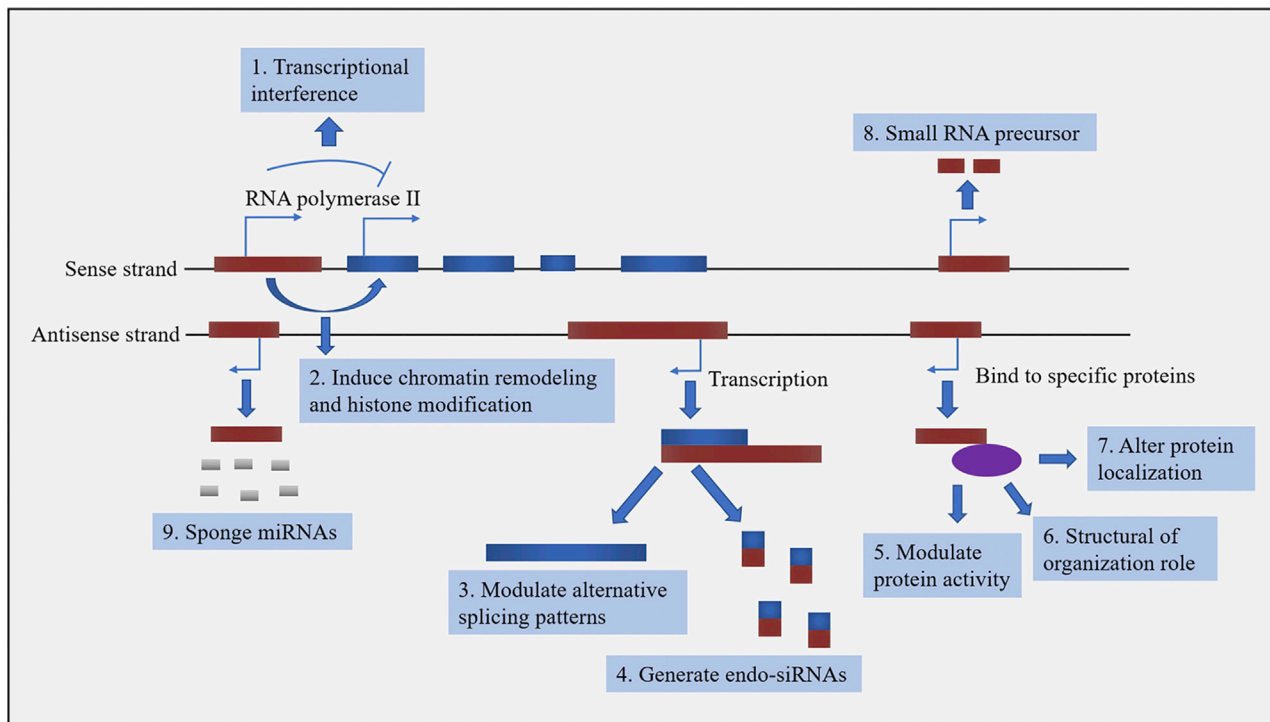 1. Transcriptional
interference
8. Small RNA precursor
RNA polymerase II
Sense strand
Antisense strand
2. Induce chromatin remodeling
and histone modification
Transcription
Bind to specific proteins
7. Alter protein
localization
9. Sponge miRNAs
3. Modulate alternative
splicing patterns
5. Modulate
protein activity
6. Structural of
organization role
4. Generate endo-siRNAs